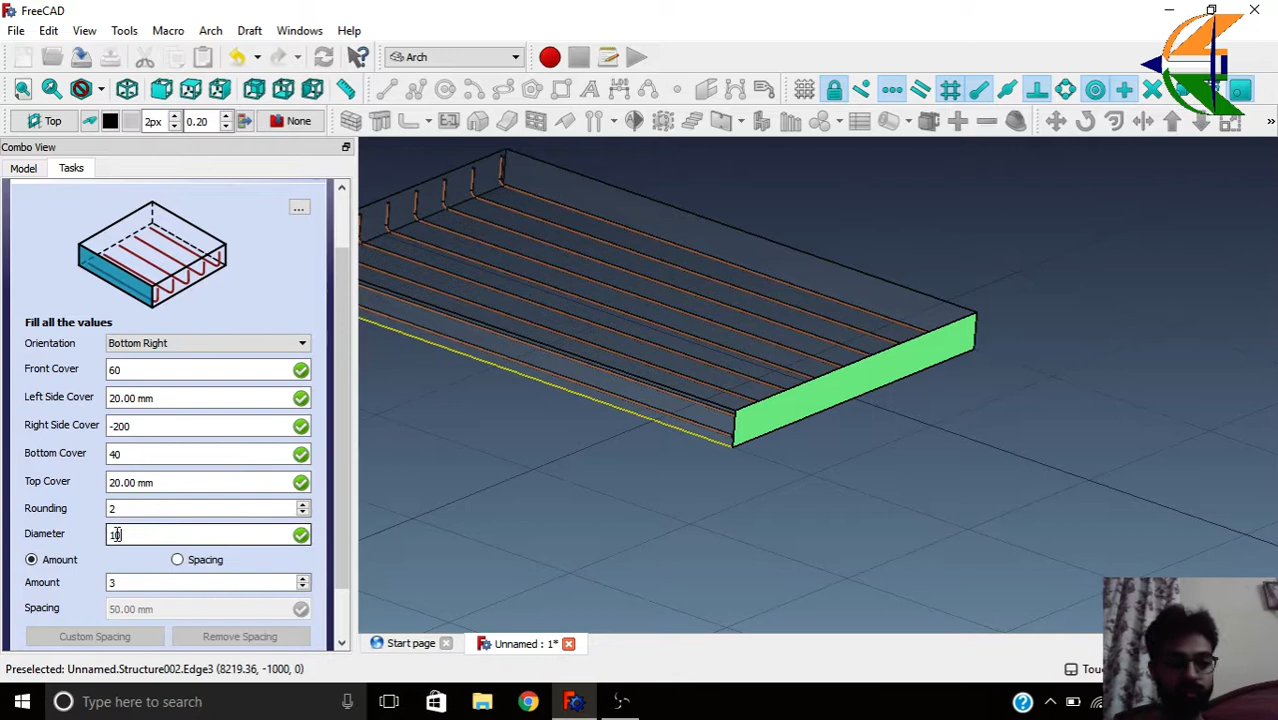 FreeCAD
File Edit View Tools Macro Arch Draft Windows Help
Arch
Top 2px 0.20 None
Combo View
Model Tasks
...
Fill all the values
Orientation Bottom Right
Front Cover 60
Left Side Cover 20.00 mm
Right Side Cover -200
Bottom Cover 40
Top Cover 20.00 mm
Rounding 2
Diameter 10
Amount Spacing
Amount 3
Spacing 50.00 mm
Custom Spacing Remove Spacing
Start page Unnamed : 1*
Preselected: Unnamed.Structure002.Edge3 (8219.36, -1000, 0)
Type here to search